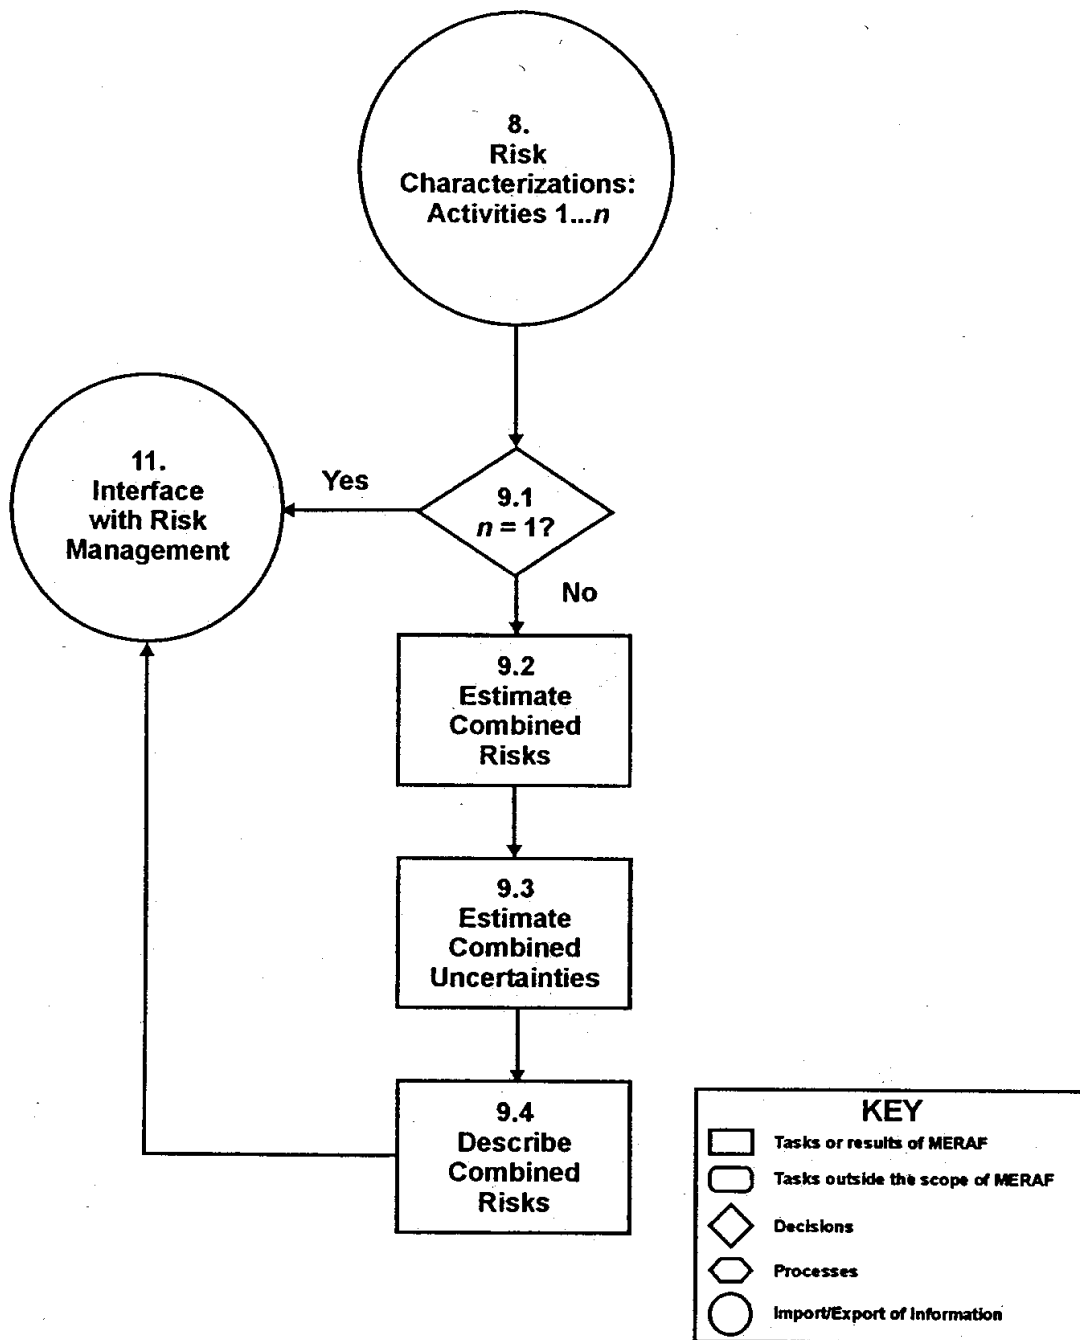 8.
Risk
Characterizations:
Activities 1...n
11.
Interface
with Risk
Management
Yes
9.1
n = 1?
No
9.2
Estimate
Combined
Risks
9.3
Estimate
Combined
Uncertainties
9.4
Describe
Combined
Risks
KEY
Tasks or results of MERAF
Tasks outside the scope of MERAF
Decisions
Processes
Import/Export of Information